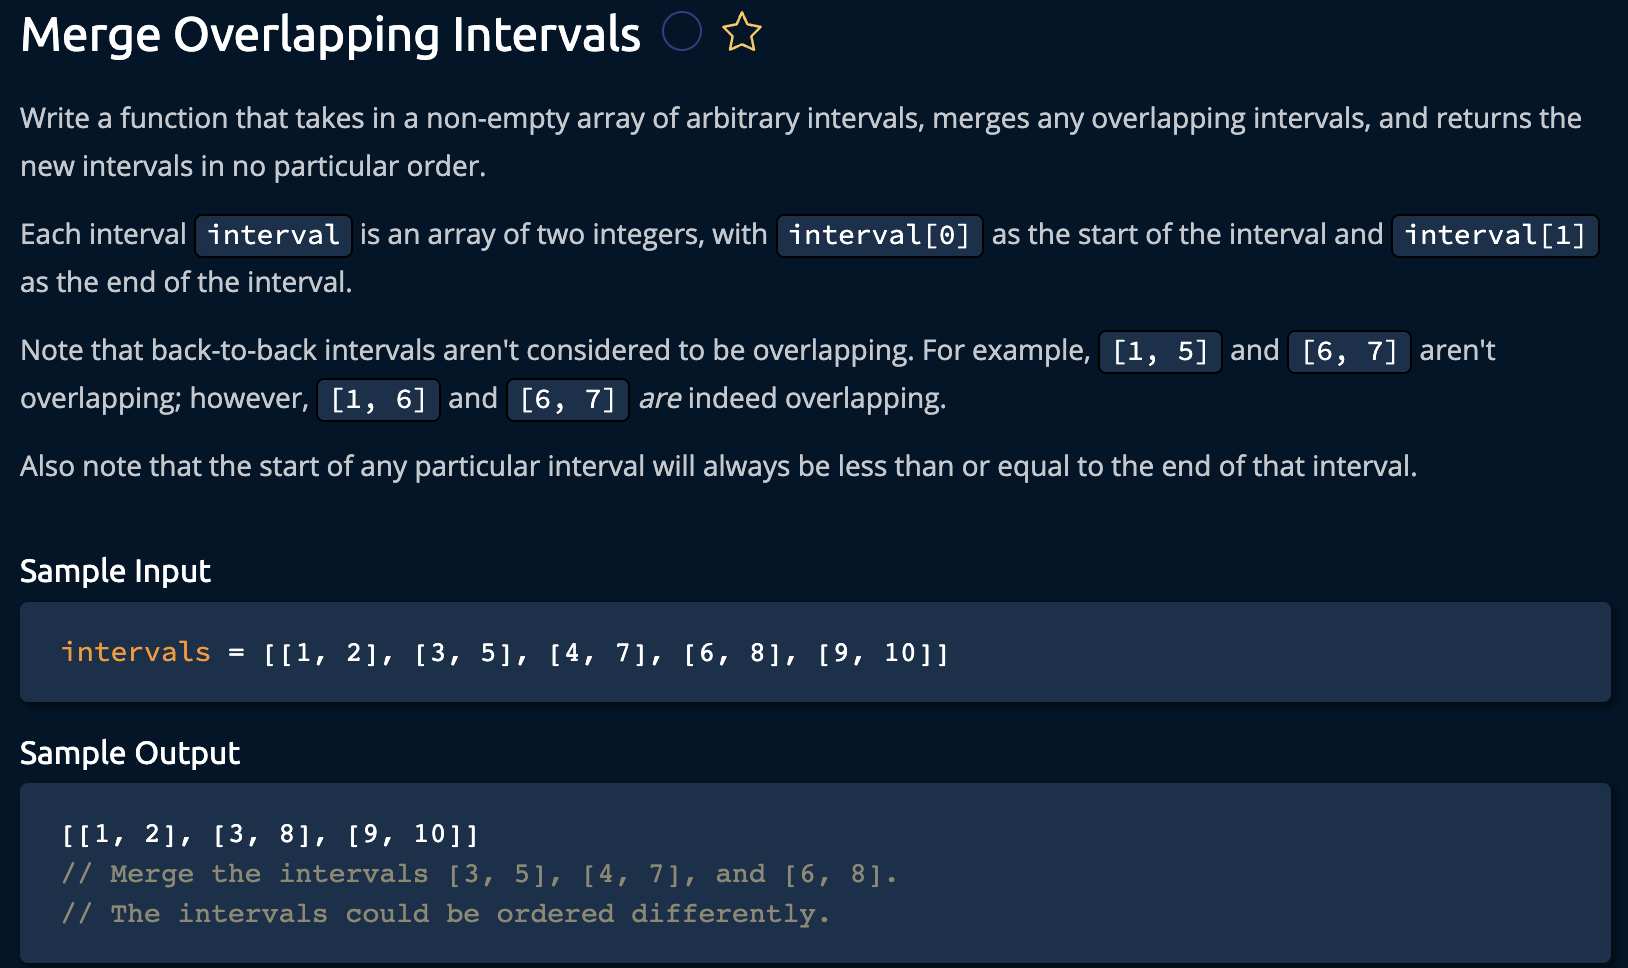 Merge Overlapping Intervals
Write a function that takes in a non-empty array of arbitrary intervals, merges any overlapping intervals, and returns the
new intervals in no particular order.
Each interval interval is an array of two integers, with interval[0] as the start of the interval and interval[1]
as the end of the interval.
Note that back-to-back intervals aren't considered to be overlapping. For example, [1, 5] and [6, 7] aren't
overlapping; however, [1, 6] and [6, 7] are indeed overlapping.
Also note that the start of any particular interval will always be less than or equal to the end of that interval.
Sample Input
intervals = [[1, 2], [3, 5], [4, 7], [6, 8], [9, 10]]
Sample Output
[[1, 2], [3, 8], [9, 10]]
// Merge the intervals [3, 5], [4, 7], and [6, 8].
// The intervals could be ordered differently.